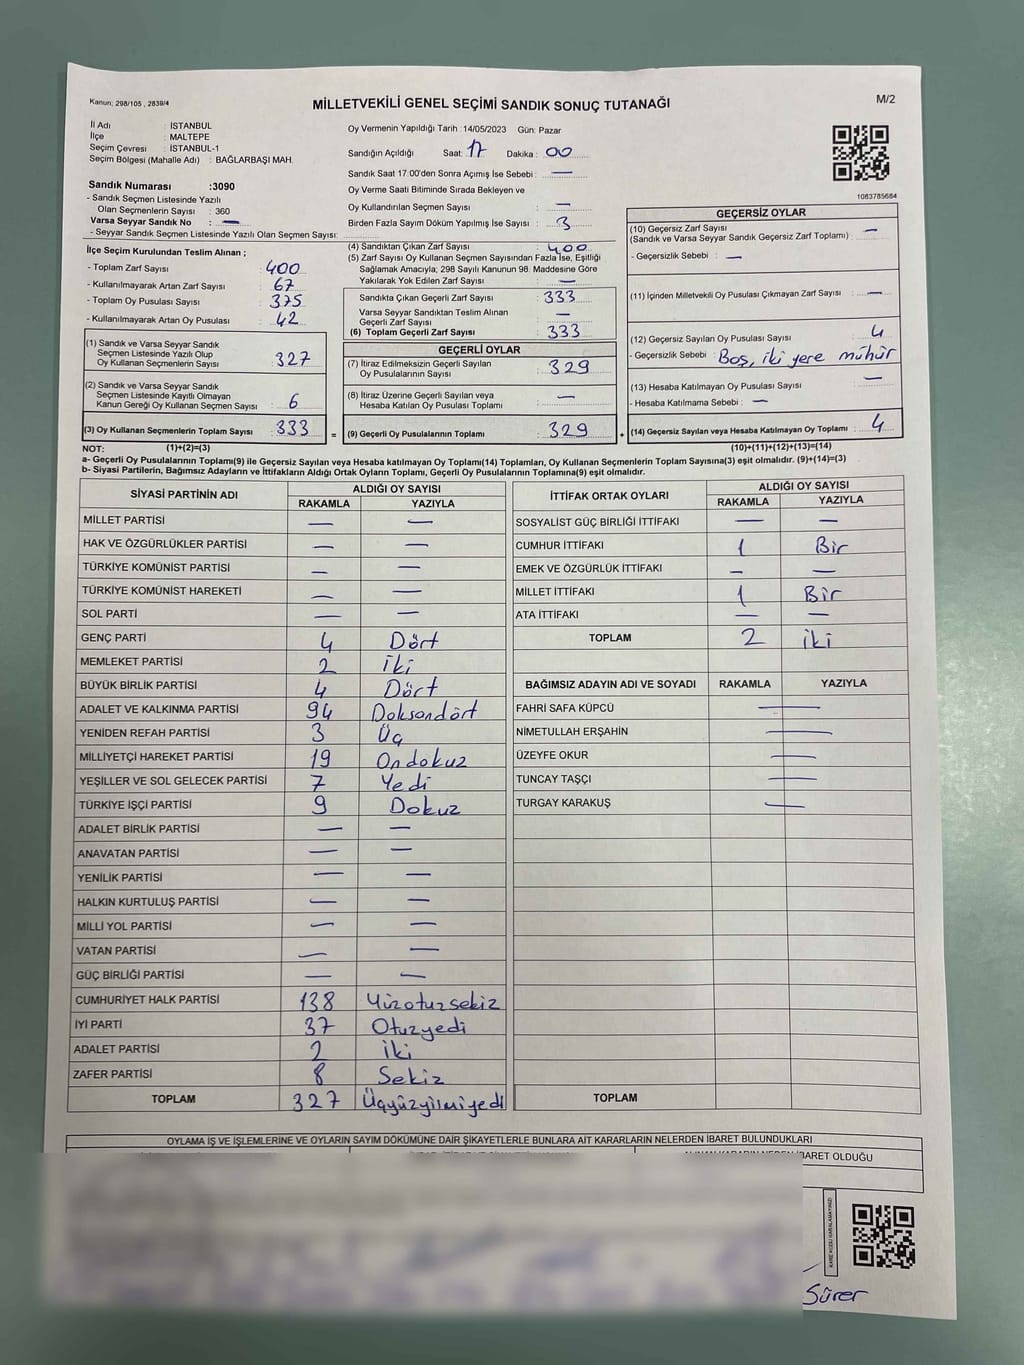 Kanun; 298/105 , 2839/4
MİLLETVEKİLİ GENEL SEÇİMİ SANDIK SONUÇ TUTANAĞI
M/2
İl Adı : İSTANBUL
İlçe : MALTEPE
Seçim Çevresi : İSTANBUL-1
Seçim Bölgesi (Mahalle Adı) : BAĞLARBAŞI MAH.
Sandık Numarası :3090
- Sandık Seçmen Listesinde Yazılı
Olan Seçmenlerin Sayısı : 360
Varsa Seyyar Sandık No : —
- Seyyar Sandık Seçmen Listesinde Yazılı Olan Seçmen Sayısı:
Oy Vermenin Yapıldığı Tarih :14/05/2023 Gün: Pazar
Sandığın Açıldığı Saat: 17 Dakika : 00
Sandık Saat 17.00'den Sonra Açımış İse Sebebi : —
Oy Verme Saati Bitiminde Sırada Bekleyen ve
Oy Kullandırılan Seçmen Sayısı : —
Birden Fazla Sayım Döküm Yapılmış İse Sayısı : 3
1063785684
İlçe Seçim Kurulundan Teslim Alınan ;
- Toplam Zarf Sayısı : 400
- Kullanılmayarak Artan Zarf Sayısı : 67
- Toplam Oy Pusulası Sayısı : 375
- Kullanılmayarak Artan Oy Pusulası : 42
(1) Sandık ve Varsa Seyyar Sandık
Seçmen Listesinde Yazılı Olup
Oy Kullanan Seçmenlerin Sayısı : 327
(2) Sandık ve Varsa Seyyar Sandık
Seçmen Listesinde Kayıtlı Olmayan
Kanun Gereği Oy Kullanan Seçmen Sayısı : 6
(3) Oy Kullanan Seçmenlerin Toplam Sayısı : 333
(4) Sandıktan Çıkan Zarf Sayısı : 400
(5) Zarf Sayısı Oy Kullanan Seçmen Sayısından Fazla İse, Eşitliği
Sağlamak Amacıyla; 298 Sayılı Kanunun 98. Maddesine Göre
Yakılarak Yok Edilen Zarf Sayısı : —
Sandıkta Çıkan Geçerli Zarf Sayısı : 333
Varsa Seyyar Sandıktan Teslim Alınan
Geçerli Zarf Sayısı : —
(6) Toplam Geçerli Zarf Sayısı : 333
GEÇERLİ OYLAR
(7) İtiraz Edilmeksizin Geçerli Sayılan
Oy Pusulalarının Sayısı : 329
(8) İtiraz Üzerine Geçerli Sayılan veya
Hesaba Katılan Oy Pusulası Toplamı : —
= (9) Geçerli Oy Pusulalarının Toplamı : 329 +
GEÇERSİZ OYLAR
(10) Geçersiz Zarf Sayısı : —
(Sandık ve Varsa Seyyar Sandık Geçersiz Zarf Toplamı)
- Geçersizlik Sebebi : —
(11) İçinden Milletvekili Oy Pusulası Çıkmayan Zarf Sayısı : —
(12) Geçersiz Sayılan Oy Pusulası Sayısı : 4
- Geçersizlik Sebebi : Boş, iki yere mühür
(13) Hesaba Katılmayan Oy Pusulası Sayısı : —
- Hesaba Katılmama Sebebi : —
(14) Geçersiz Sayılan veya Hesaba Katılmayan Oy Toplamı : 4
NOT: (1)+(2)=(3) (10)+(11)+(12)+(13)=(14)
a- Geçerli Oy Pusulalarının Toplamı(9) ile Geçersiz Sayılan veya Hesaba katılmayan Oy Toplamı(14) Toplamları, Oy Kullanan Seçmenlerin Toplam Sayısına(3) eşit olmalıdır. (9)+(14)=(3)
b- Siyasi Partilerin, Bağımsız Adayların ve İttifakların Aldığı Ortak Oyların Toplamı, Geçerli Oy Pusulalarının Toplamına(9) eşit olmalıdır.
SİYASİ PARTİNİN ADI ALDIĞI OY SAYISI
RAKAMLA YAZIYLA
MİLLET PARTİSİ — —
HAK VE ÖZGÜRLÜKLER PARTİSİ — —
TÜRKİYE KOMÜNİST PARTİSİ — —
TÜRKİYE KOMÜNİST HAREKETİ — —
SOL PARTİ — —
GENÇ PARTİ 4 Dört
MEMLEKET PARTİSİ 2 İki
BÜYÜK BİRLİK PARTİSİ 4 Dört
ADALET VE KALKINMA PARTİSİ 94 Doksandört
YENİDEN REFAH PARTİSİ 3 Üç
MİLLİYETÇİ HAREKET PARTİSİ 19 Ondokuz
YEŞİLLER VE SOL GELECEK PARTİSİ 7 Yedi
TÜRKİYE İŞÇİ PARTİSİ 9 Dokuz
ADALET BİRLİK PARTİSİ — —
ANAVATAN PARTİSİ — —
YENİLİK PARTİSİ — —
HALKIN KURTULUŞ PARTİSİ — —
MİLLİ YOL PARTİSİ — —
VATAN PARTİSİ — —
GÜÇ BİRLİĞİ PARTİSİ — —
CUMHURİYET HALK PARTİSİ 138 Yüzotuzsekiz
İYİ PARTİ 37 Otuzyedi
ADALET PARTİSİ 2 İki
ZAFER PARTİSİ 8 Sekiz
TOPLAM 327 Üçyüzyirmiyedi
İTTİFAK ORTAK OYLARI ALDIĞI OY SAYISI
RAKAMLA YAZIYLA
SOSYALİST GÜÇ BİRLİĞİ İTTİFAKI — —
CUMHUR İTTİFAKI 1 Bir
EMEK VE ÖZGÜRLÜK İTTİFAKI — —
MİLLET İTTİFAKI 1 Bir
ATA İTTİFAKI — —
TOPLAM 2 İki
BAĞIMSIZ ADAYIN ADI VE SOYADI RAKAMLA YAZIYLA
FAHRİ SAFA KÜPCÜ —
NİMETULLAH ERŞAHİN —
ÜZEYFE OKUR —
TUNCAY TAŞÇI —
TURGAY KARAKUŞ —
TOPLAM
OYLAMA İŞ VE İŞLEMLERİNE VE OYLARIN SAYIM DÖKÜMÜNE DAİR ŞİKAYETLERLE BUNLARA AİT KARARLARIN NELERDEN İBARET BULUNDUKLARI
İBARET OLDUĞU
KARE KODU KARALAMAYINIZ!
Sürer